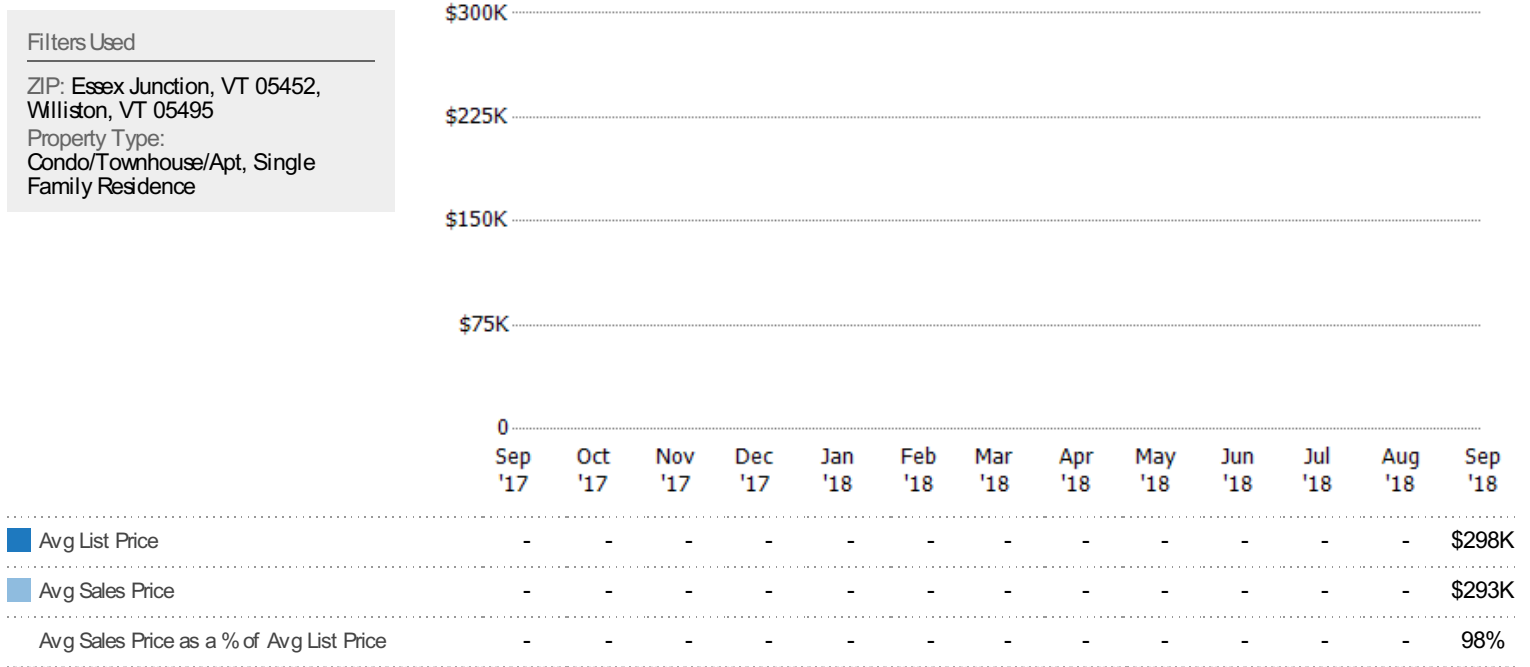 Filters Used
ZIP: Essex Junction, VT 05452,
Williston, VT 05495
Property Type:
Condo/Townhouse/Apt, Single
Family Residence
$300K
$225K
$150K
$75K
0
Sep Oct Nov Dec Jan Feb Mar Apr May Jun Jul Aug Sep
'17 '17 '17 '17 '18 '18 '18 '18 '18 '18 '18 '18 '18
Avg List Price - - - - - - - - - - - - $298K
Avg Sales Price - - - - - - - - - - - - $293K
Avg Sales Price as a % of Avg List Price - - - - - - - - - - - - 98%